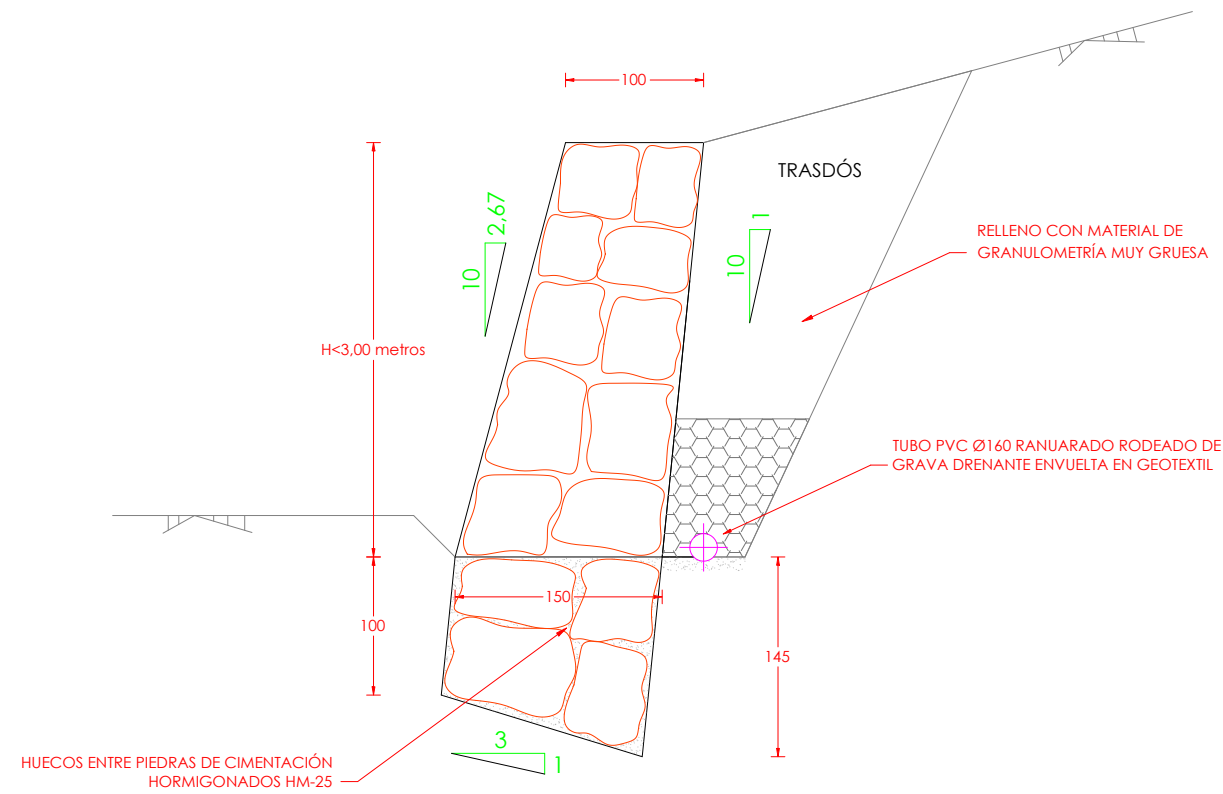 100
TRASDÓS
2,67
10
1
10
RELLENO CON MATERIAL DE
GRANULOMETRÍA MUY GRUESA
H<3,00 metros
TUBO PVC Ø160 RANUARADO RODEADO DE
GRAVA DRENANTE ENVUELTA EN GEOTEXTIL
150
100
145
3
1
HUECOS ENTRE PIEDRAS DE CIMENTACIÓN
HORMIGONADOS HM-25